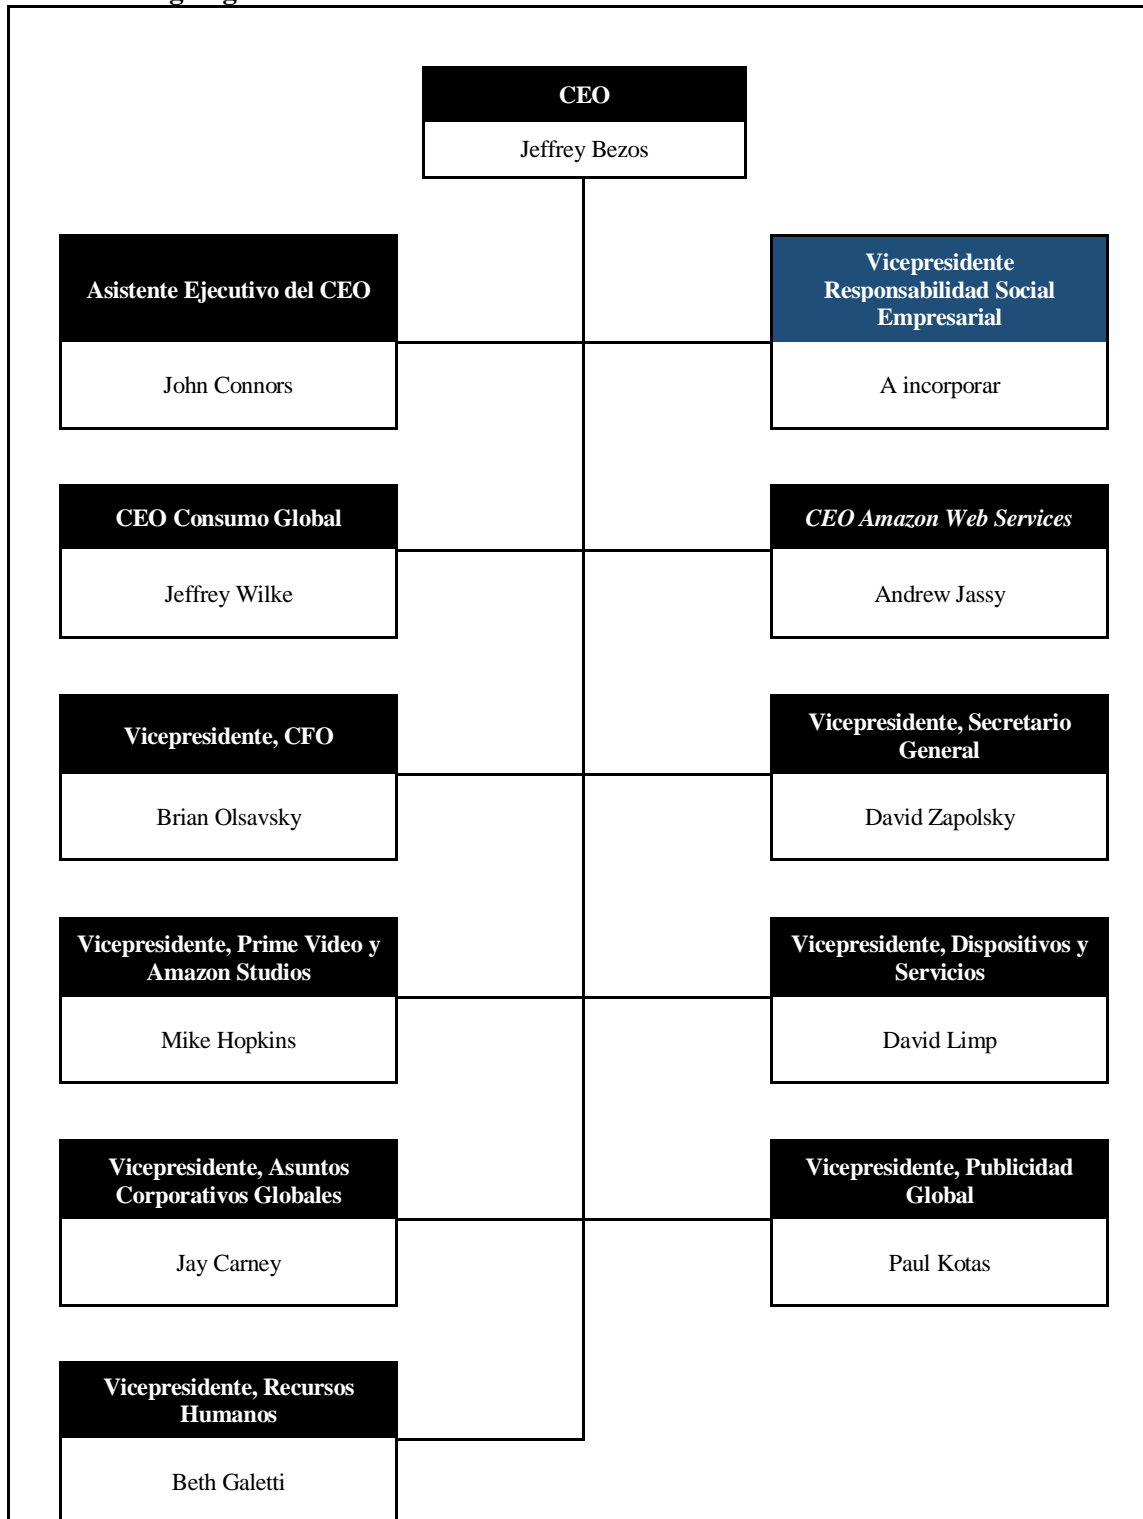 CEO
Jeffrey Bezos
Asistente Ejecutivo del CEO
John Connors
Vicepresidente
Responsabilidad Social
Empresarial
A incorporar
CEO Consumo Global
Jeffrey Wilke
CEO Amazon Web Services
Andrew Jassy
Vicepresidente, CFO
Brian Olsavsky
Vicepresidente, Secretario
General
David Zapolsky
Vicepresidente, Prime Video y
Amazon Studios
Mike Hopkins
Vicepresidente, Dispositivos y
Servicios
David Limp
Vicepresidente, Asuntos
Corporativos Globales
Jay Carney
Vicepresidente, Publicidad
Global
Paul Kotas
Vicepresidente, Recursos
Humanos
Beth Galetti